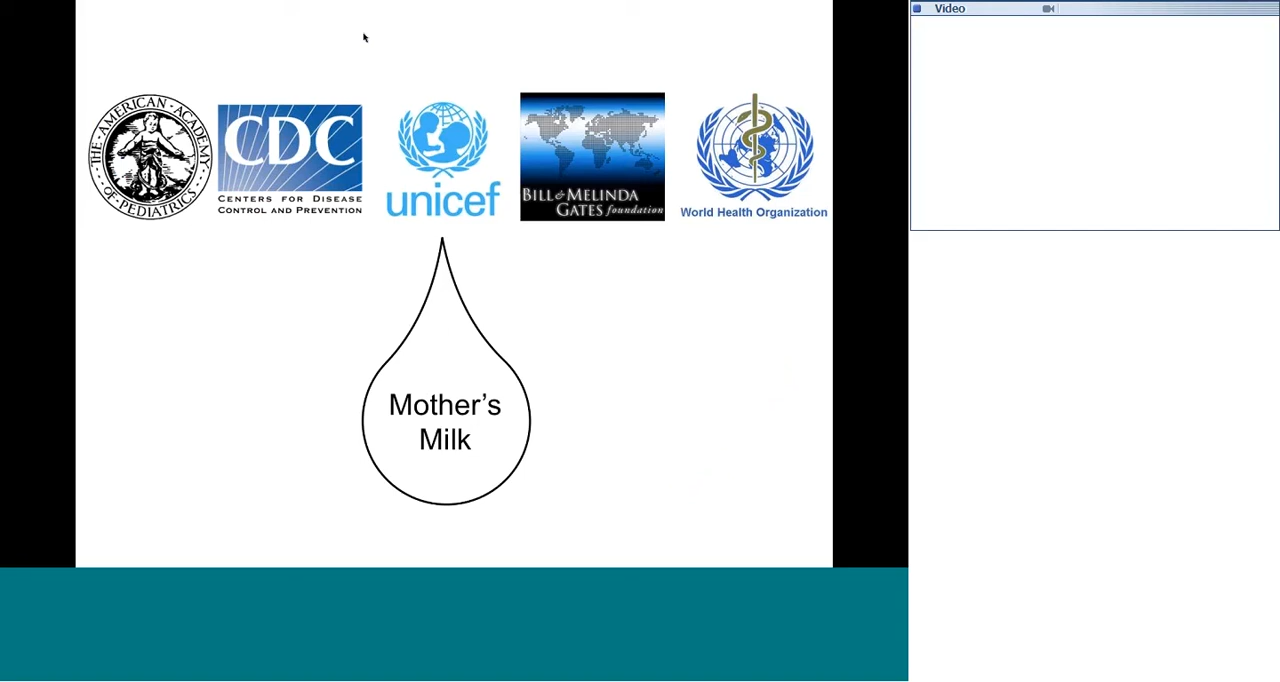 Video
THE · AMERICAN · ACADEMY · OF · PEDIATRICS ·
CDC
CENTERS FOR DISEASE
CONTROL AND PREVENTION
unicef
BILL & MELINDA
GATES foundation
World Health Organization
Mother’s
Milk